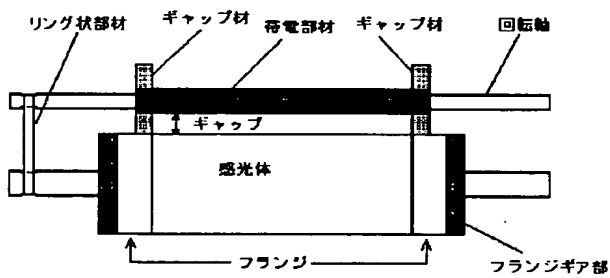 リング状部材
ギャップ材
荷電部材
ギャップ材
回転軸
ギャップ
感光体
フランジ
フランジギア部